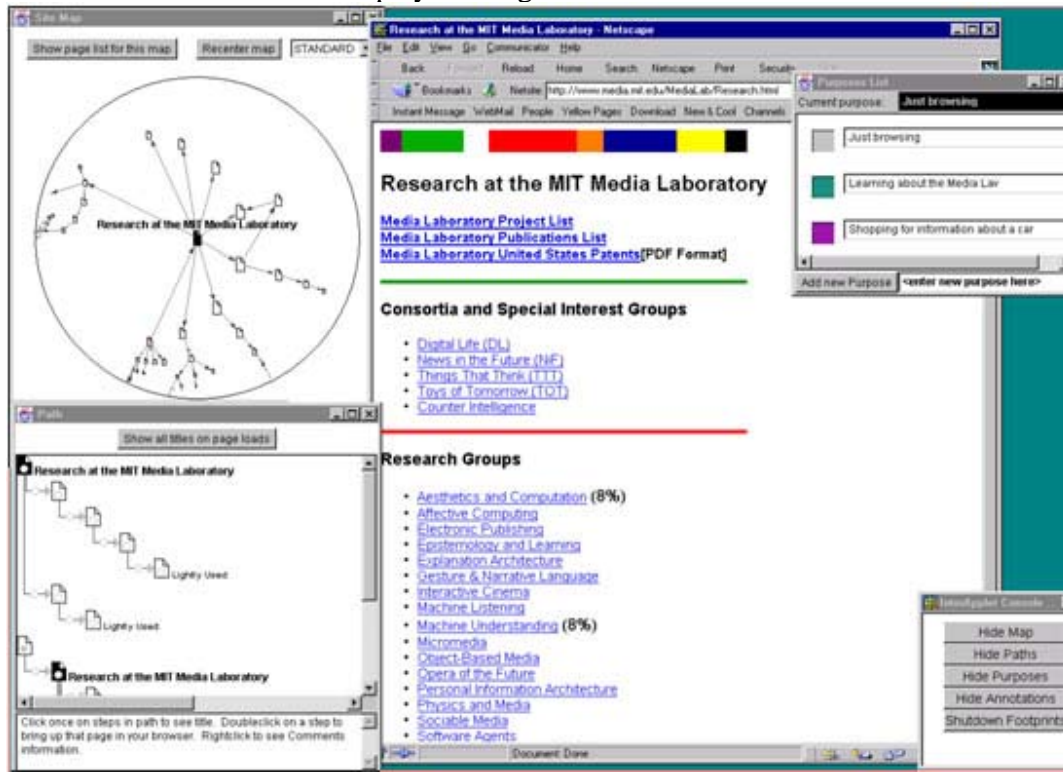 Site Map
Show page list for this map
Recenter map
STANDARD
Research at the MIT Media Laboratory
Path
Show all titles on page loads
Research at the MIT Media Laboratory
Lightly Used
Lightly Used
Research at the MIT Media Laboratory
Click once on steps in path to see title. Doubleclick on a step to
bring up that page in your browser. Rightclick to see Comments
information.
Research at the MIT Media Laboratory - Netscape
File Edit View Go Communicator Help
Back Forward Reload Home Search Netscape Print Security
Bookmarks Netsite: http://www.media.mit.edu/MediaLab/Research.html
Instant Message WebMail People Yellow Pages Download New & Cool Channels
Research at the MIT Media Laboratory
Media Laboratory Project List
Media Laboratory Publications List
Media Laboratory United States Patents[PDF Format]
Consortia and Special Interest Groups
Digital Life (DL)
News in the Future (NiF)
Things That Think (TTT)
Toys of Tomorrow (TOT)
Counter Intelligence
Research Groups
Aesthetics and Computation (8%)
Affective Computing
Electronic Publishing
Epistemology and Learning
Explanation Architecture
Gesture & Narrative Language
Interactive Cinema
Machine Listening
Machine Understanding (8%)
Micromedia
Object-Based Media
Opera of the Future
Personal Information Architecture
Physics and Media
Sociable Media
Software Agents
Document: Done
Purposes List
Current purpose: Just browsing
Just browsing
Learning about the Media Lav
Shopping for information about a car
Add new Purpose <enter new purpose here>
Console
Hide Map
Hide Paths
Hide Purposes
Hide Annotations
Shutdown Footprints